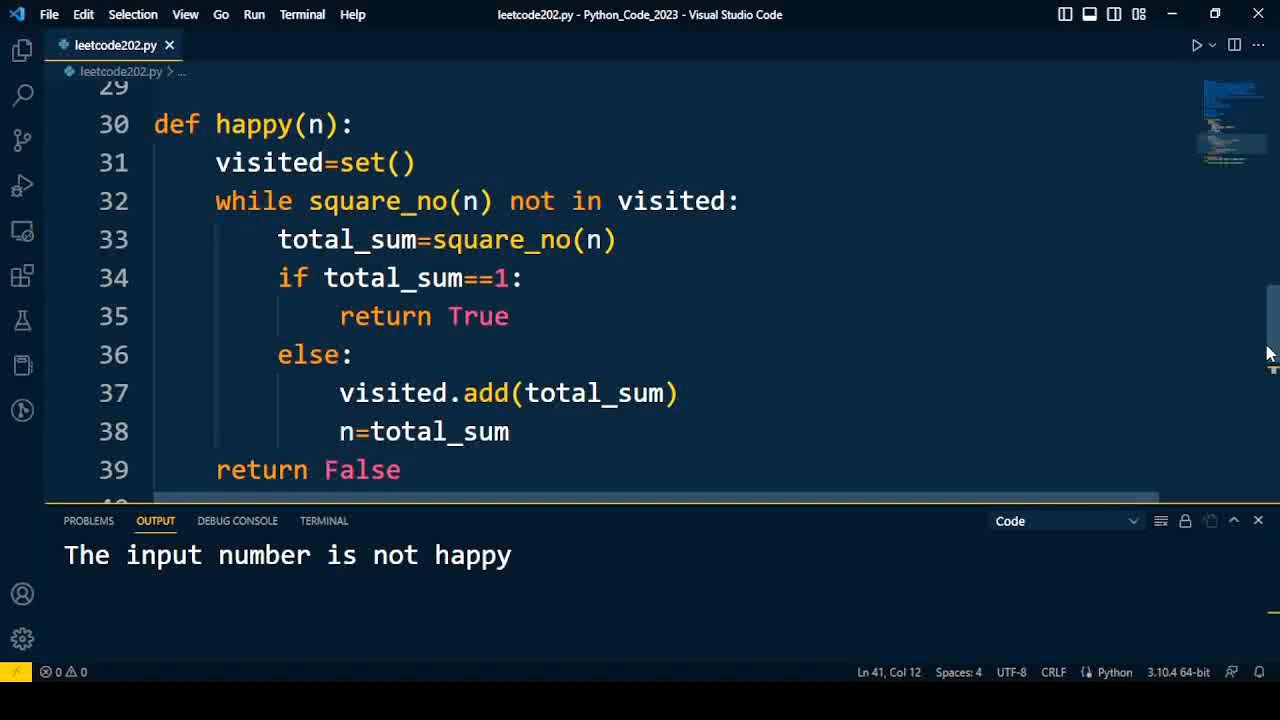 File Edit Selection View Go Run Terminal Help leetcode202.py - Python_Code_2023 - Visual Studio Code
leetcode202.py
leetcode202.py > ...
29
30 def happy(n):
31 visited=set()
32 while square_no(n) not in visited:
33 total_sum=square_no(n)
34 if total_sum==1:
35 return True
36 else:
37 visited.add(total_sum)
38 n=total_sum
39 return False
PROBLEMS OUTPUT DEBUG CONSOLE TERMINAL Code
The input number is not happy
0 0 Ln 41, Col 12 Spaces: 4 UTF-8 CRLF Python 3.10.4 64-bit